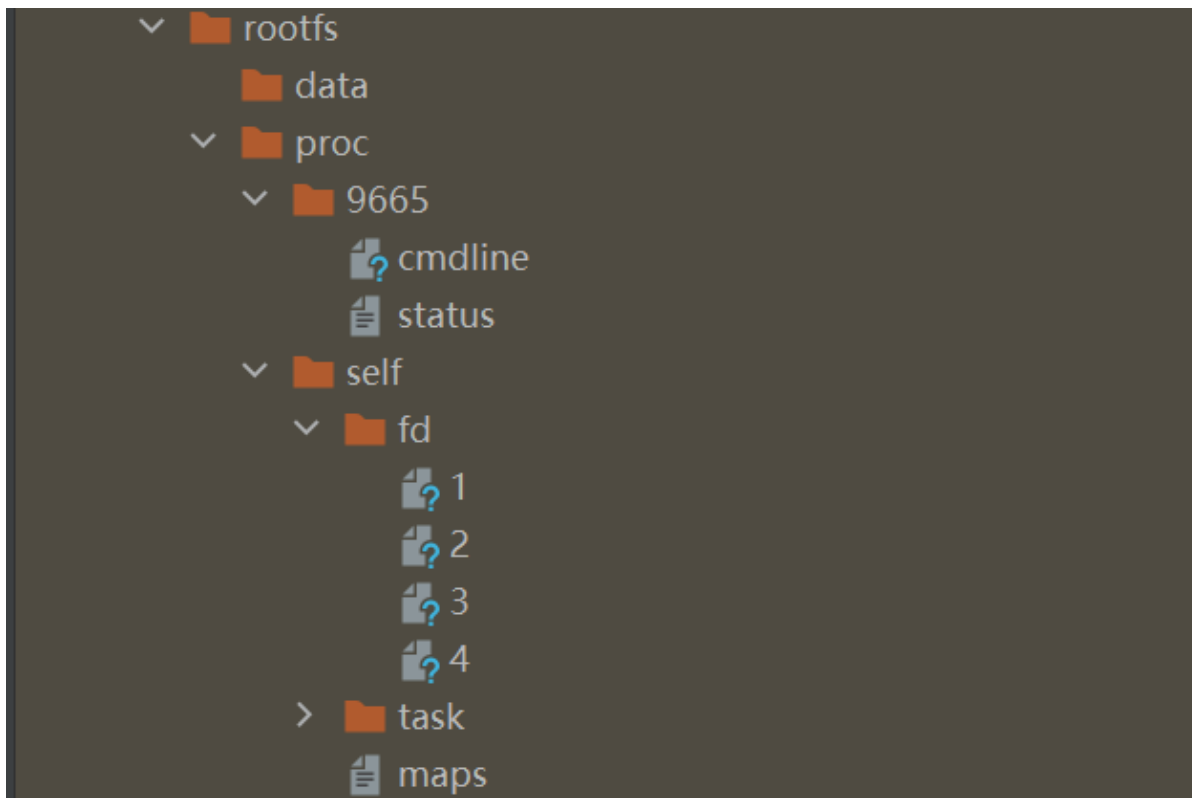 rootfs
data
proc
9665
cmdline
status
self
fd
1
2
3
4
task
maps